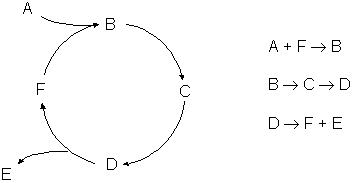 A
B
F
C
E
D
A + F → B
B → C → D
D → F + E